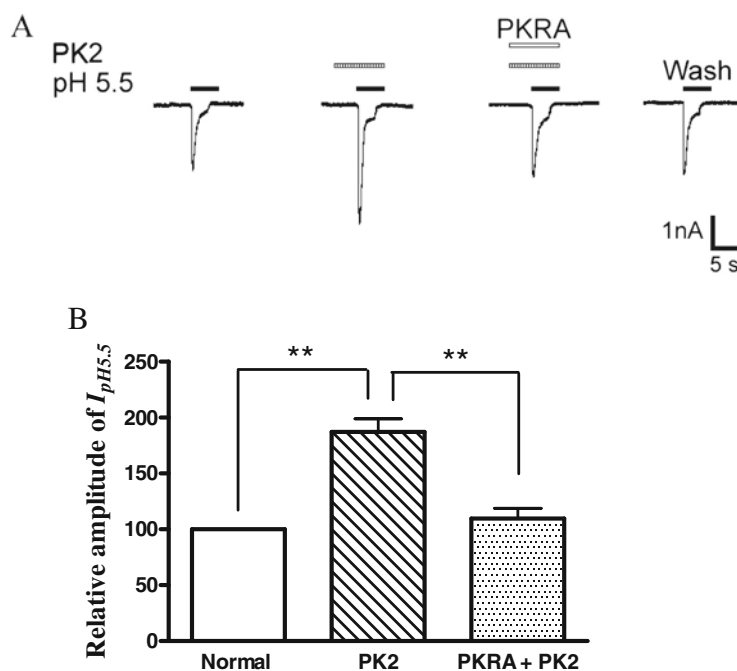 A
PK2
pH 5.5
PKRA
Wash
1nA
5 s
B
** **
Relative amplitude of IpH5.5
250
200
150
100
50
0
Normal PK2 PKRA + PK2